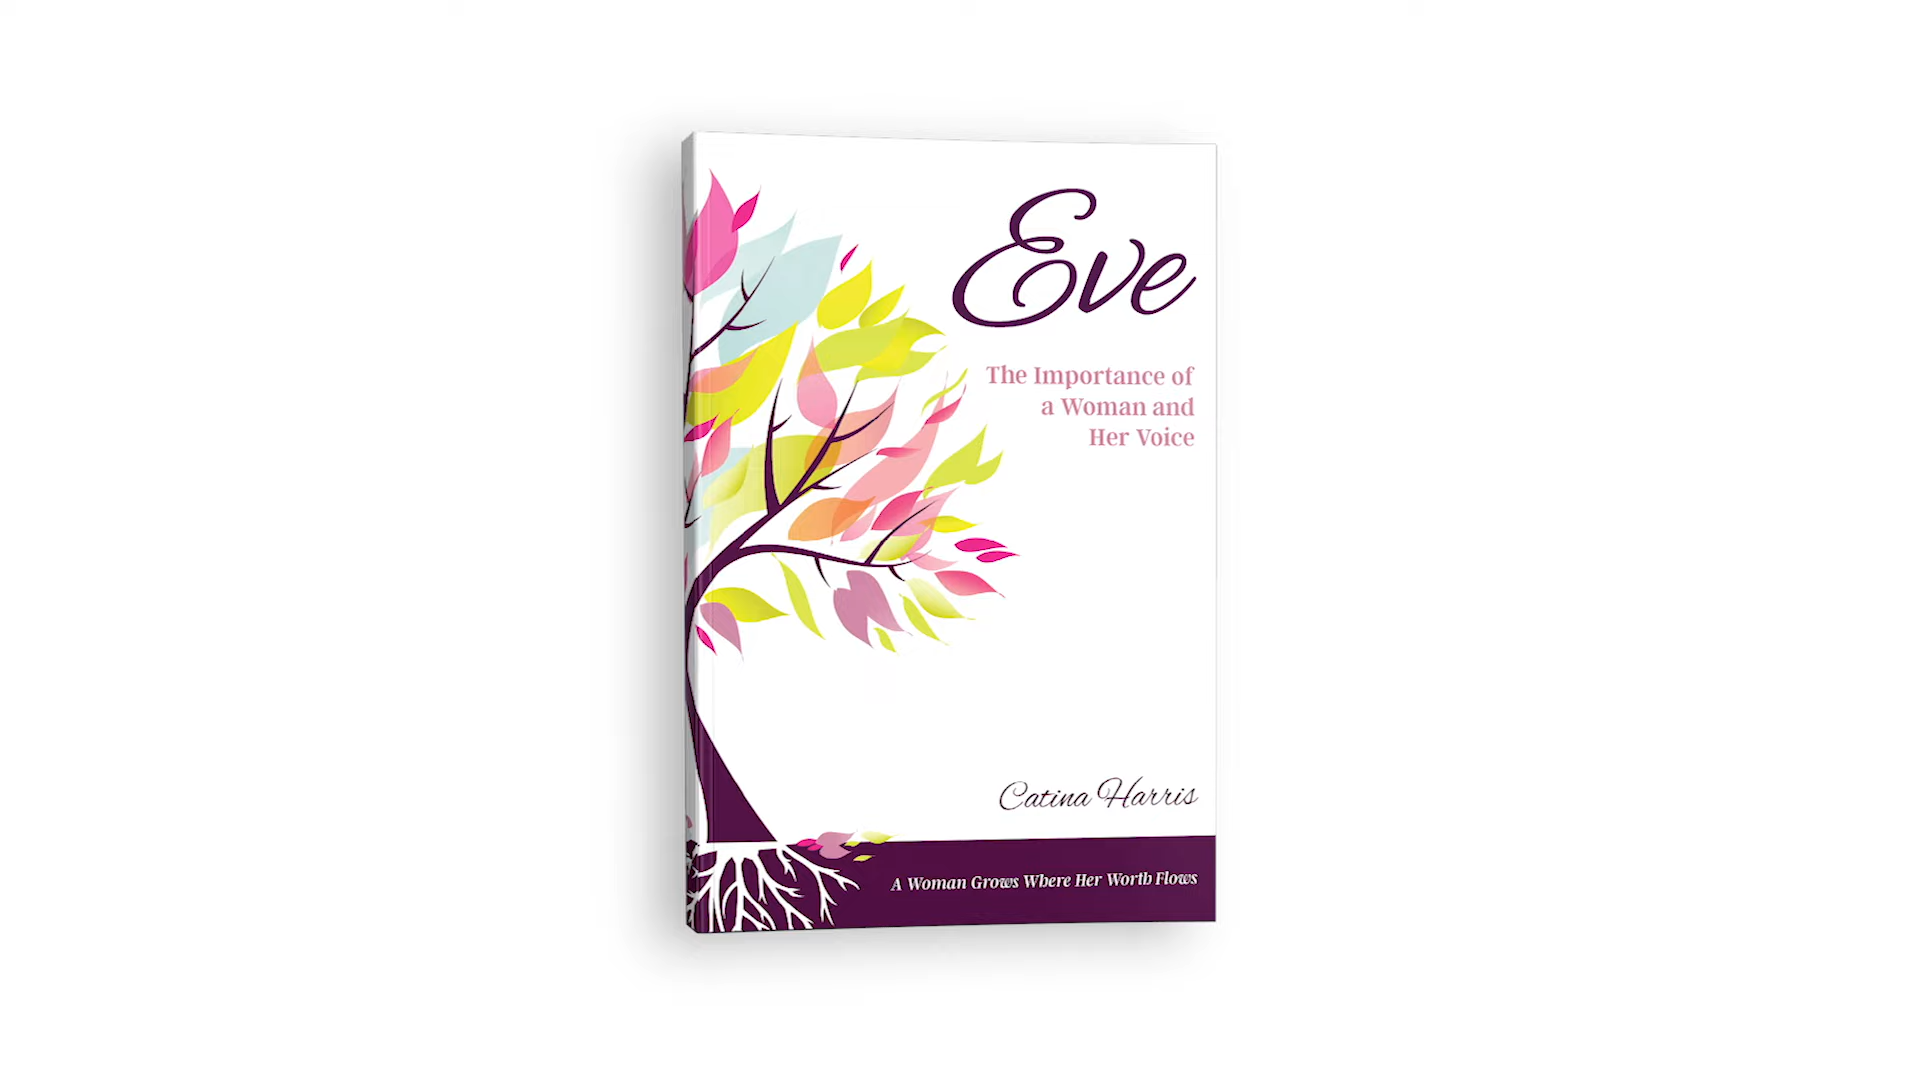 Eve
The Importance of
a Woman and
Her Voice
Catina Harris
A Woman Grows Where Her Worth Flows